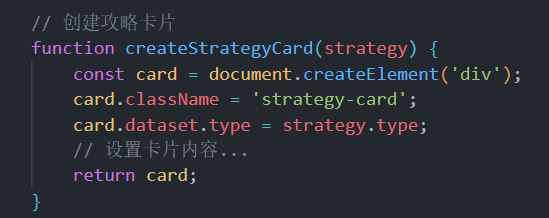 // 创建攻略卡片
function createStrategyCard(strategy) {
    const card = document.createElement('div');
    card.className = 'strategy-card';
    card.dataset.type = strategy.type;
    // 设置卡片内容...
    return card;
}